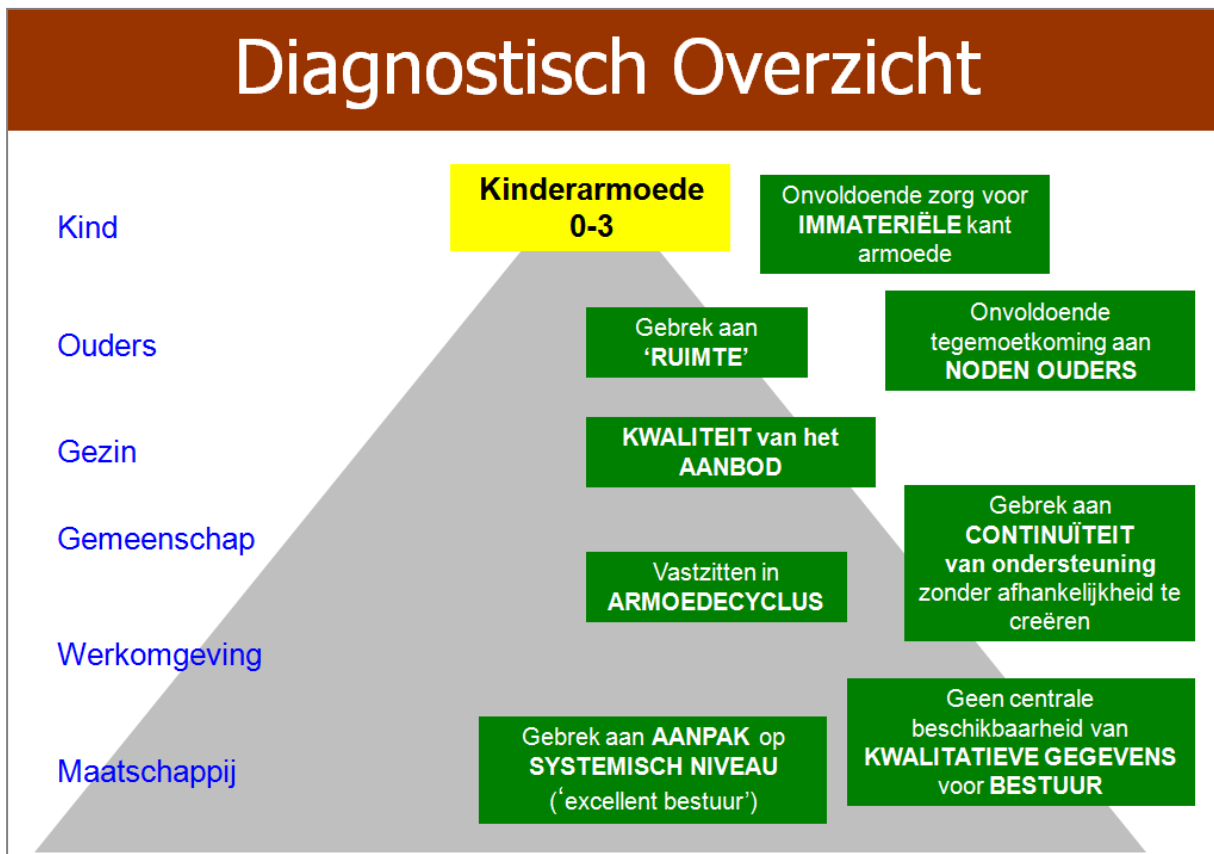 Diagnostisch Overzicht
Kind
Kinderarmoede
0-3
Onvoldoende zorg voor
IMMATERIËLE kant
armoede
Ouders
Gebrek aan
‘RUIMTE’
Onvoldoende
tegemoetkoming aan
NODEN OUDERS
Gezin
KWALITEIT van het
AANBOD
Gemeenschap
Vastzitten in
ARMOEDECYCLUS
Gebrek aan
CONTINUÏTEIT
van ondersteuning
zonder afhankelijkheid te
creëren
Werkomgeving
Maatschappij
Gebrek aan AANPAK op
SYSTEMISCH NIVEAU
(‘excellent bestuur’)
Geen centrale
beschikbaarheid van
KWALITATIEVE GEGEVENS
voor BESTUUR